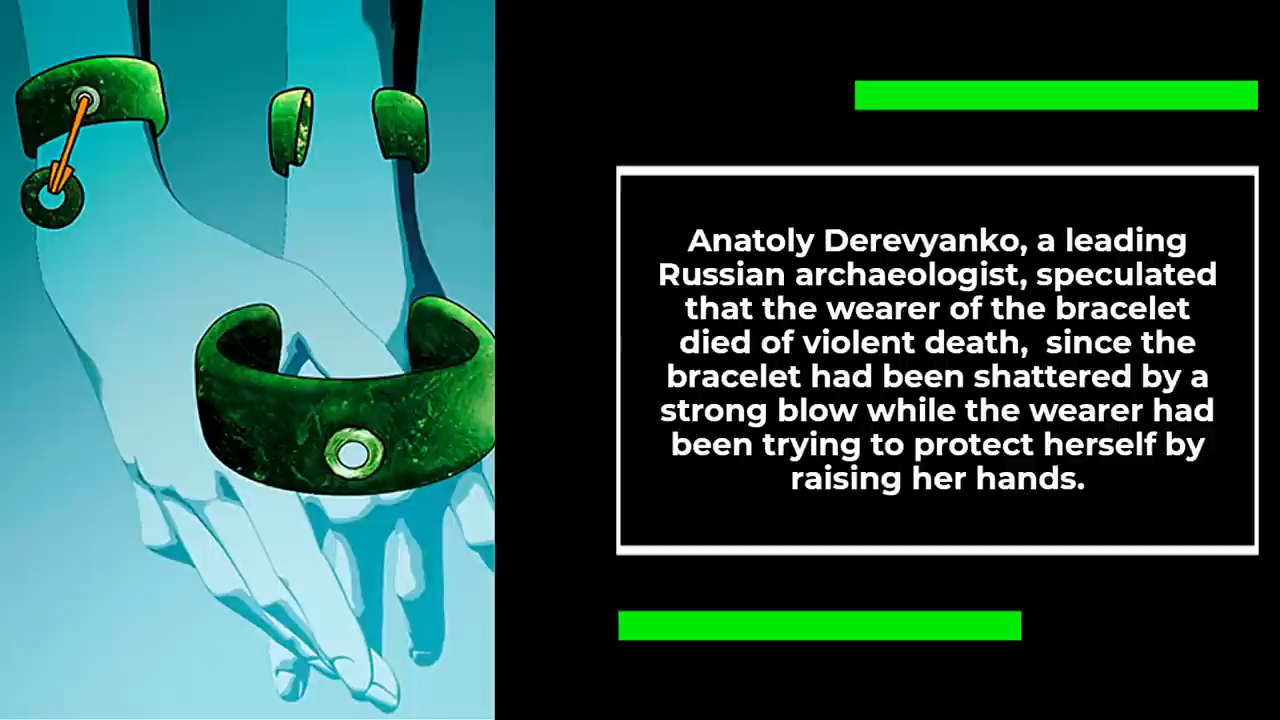 Anatoly Derevyanko, a leading
Russian archaeologist, speculated
that the wearer of the bracelet
died of violent death,  since the
bracelet had been shattered by a
strong blow while the wearer had
been trying to protect herself by
raising her hands.